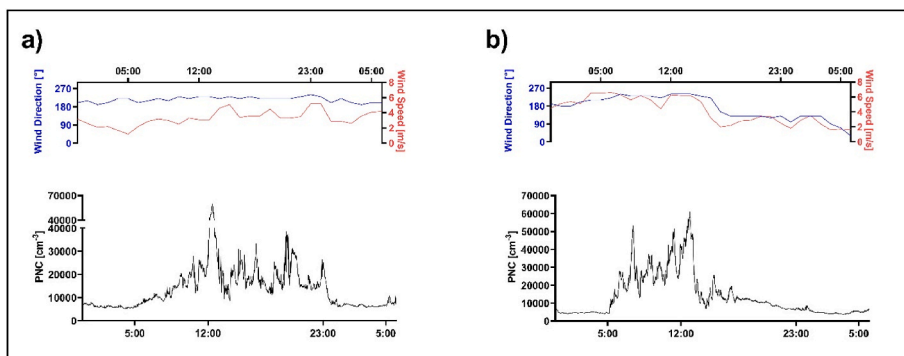 a)
05:00 12:00 23:00 05:00
Wind Direction [°]
270
180
90
0
8
6
4
2
0
Wind Speed [m/s]
PNC [cm⁻³]
70000
40000
40000
30000
20000
10000
0
5:00 12:00 23:00 5:00
b)
05:00 12:00 23:00 05:00
Wind Direction [°]
270
180
90
0
8
6
4
2
0
Wind Speed [m/s]
PNC [cm⁻³]
70000
60000
50000
40000
30000
20000
10000
0
5:00 12:00 23:00 5:00